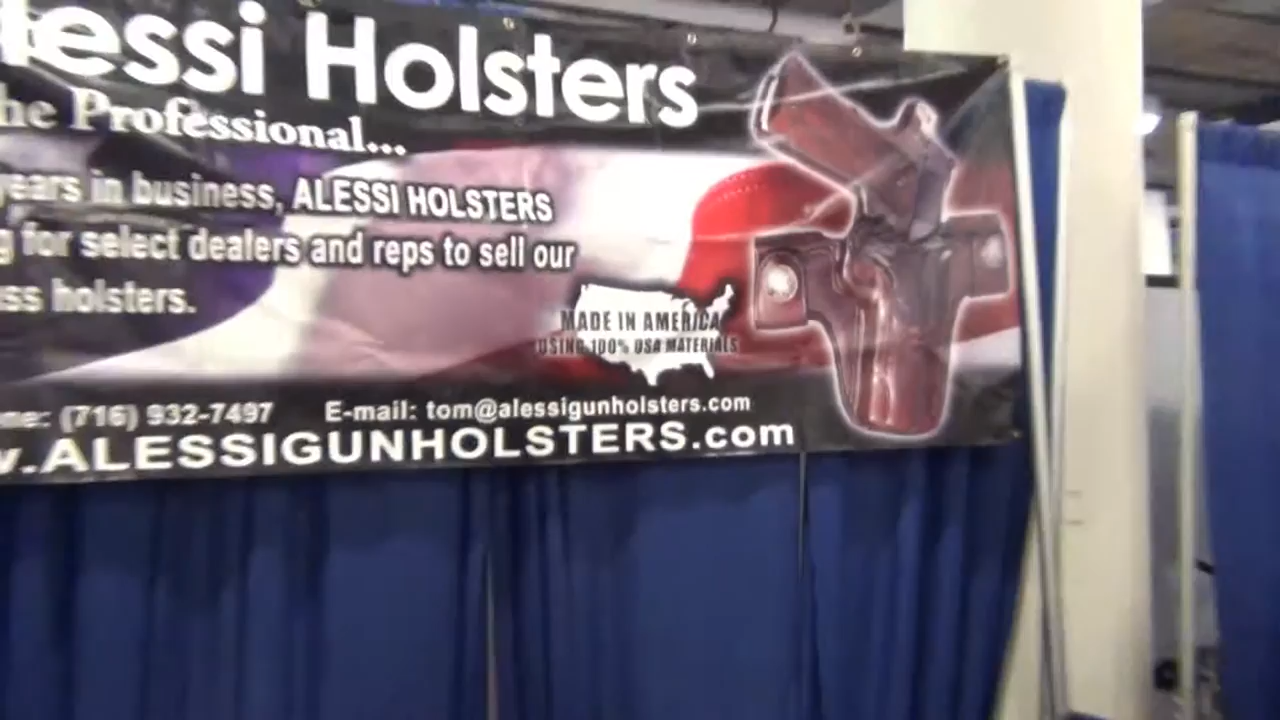 lessi Holsters
he Professional...
years in business, ALESSI HOLSTERS
g for select dealers and reps to sell our
ss holsters.
MADE IN AMERICA
USING 100% USA MATERIALS
ne: (716) 932-7497 E-mail: tom@alessigunholsters.com
w.ALESSIGUNHOLSTERS.com